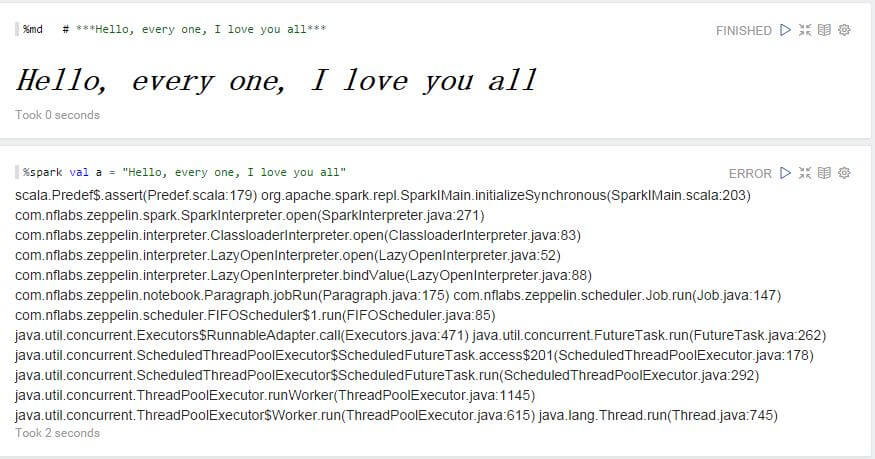 %md # ***Hello, every one, I love you all***
FINISHED
Hello, every one, I love you all
Took 0 seconds
%spark val a = "Hello, every one, I love you all"
ERROR
scala.Predef$.assert(Predef.scala:179) org.apache.spark.repl.SparkIMain.initializeSynchronous(SparkIMain.scala:203)
com.nflabs.zeppelin.spark.SparkInterpreter.open(SparkInterpreter.java:271)
com.nflabs.zeppelin.interpreter.ClassloaderInterpreter.open(ClassloaderInterpreter.java:83)
com.nflabs.zeppelin.interpreter.LazyOpenInterpreter.open(LazyOpenInterpreter.java:52)
com.nflabs.zeppelin.interpreter.LazyOpenInterpreter.bindValue(LazyOpenInterpreter.java:88)
com.nflabs.zeppelin.notebook.Paragraph.jobRun(Paragraph.java:175) com.nflabs.zeppelin.scheduler.Job.run(Job.java:147)
com.nflabs.zeppelin.scheduler.FIFOScheduler$1.run(FIFOScheduler.java:85)
java.util.concurrent.Executors$RunnableAdapter.call(Executors.java:471) java.util.concurrent.FutureTask.run(FutureTask.java:262)
java.util.concurrent.ScheduledThreadPoolExecutor$ScheduledFutureTask.access$201(ScheduledThreadPoolExecutor.java:178)
java.util.concurrent.ScheduledThreadPoolExecutor$ScheduledFutureTask.run(ScheduledThreadPoolExecutor.java:292)
java.util.concurrent.ThreadPoolExecutor.runWorker(ThreadPoolExecutor.java:1145)
java.util.concurrent.ThreadPoolExecutor$Worker.run(ThreadPoolExecutor.java:615) java.lang.Thread.run(Thread.java:745)
Took 2 seconds